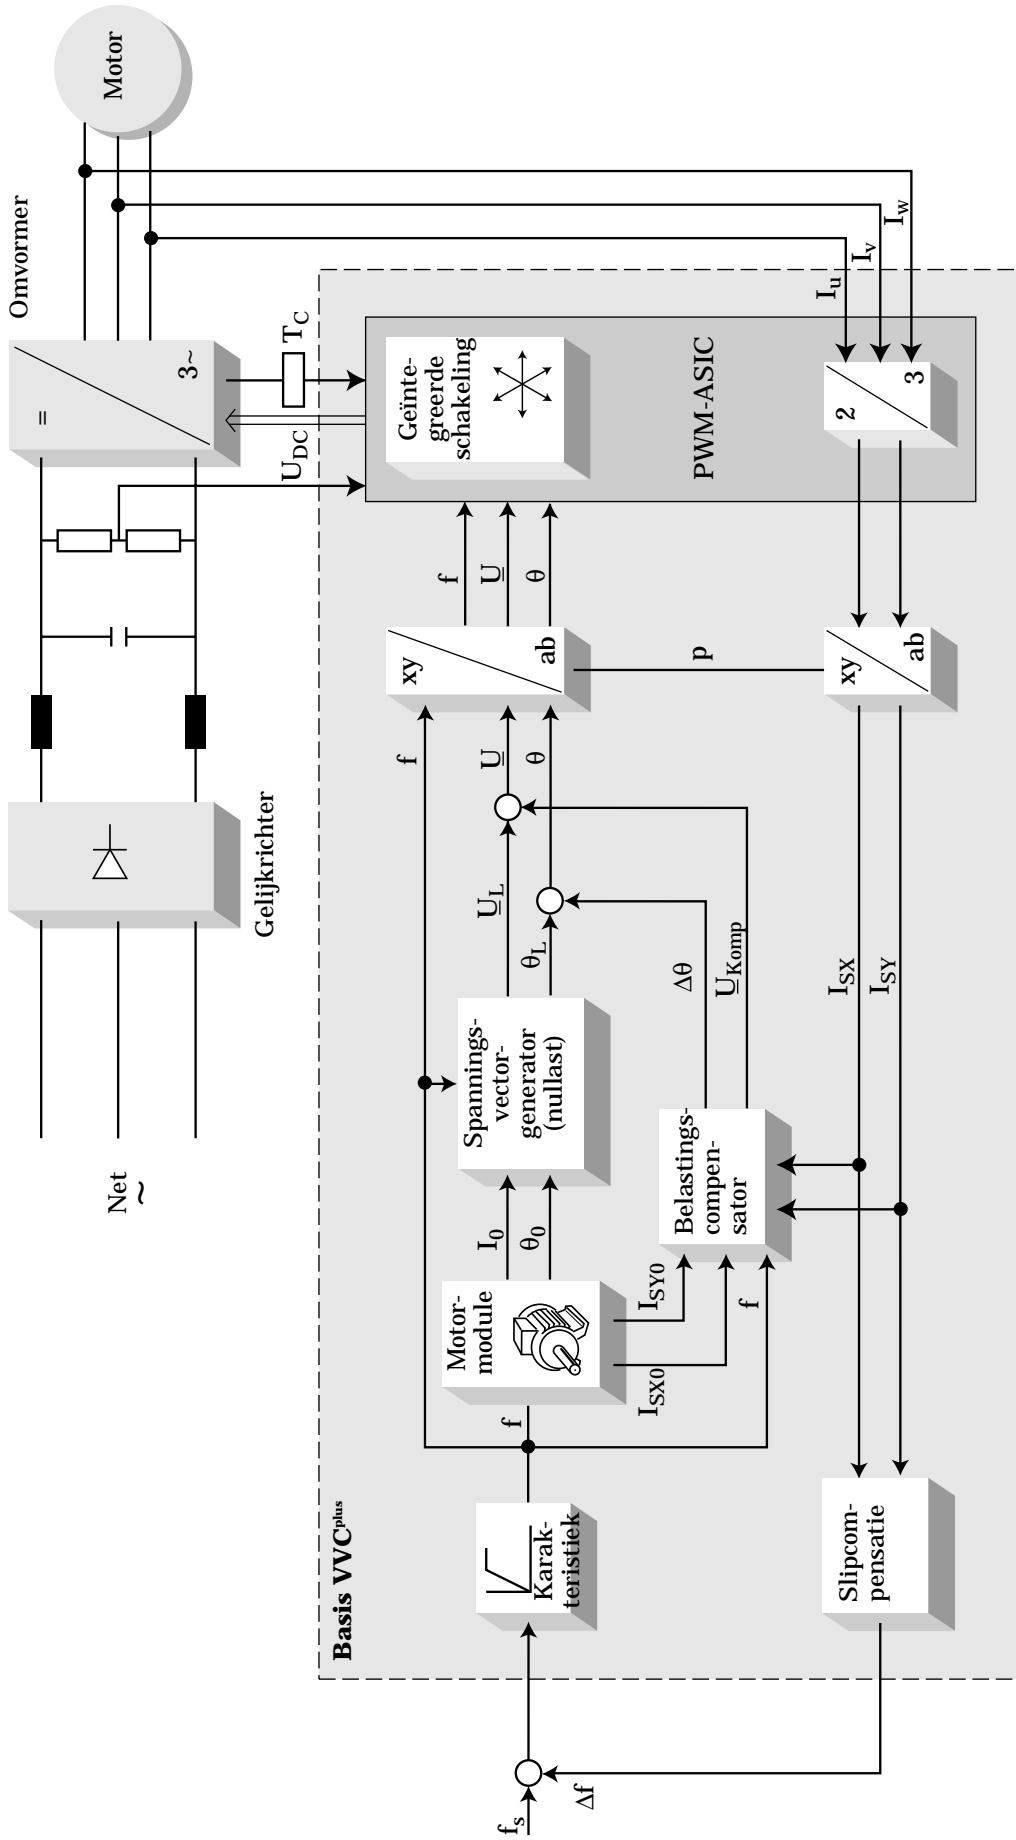 Net
~
Gelijkrichter
Omvormer
=
3~
Motor
U_DC
T_C
Basis VVC^plus
f_s
Δf
Karak-
teristiek
f
Motor-
module
I_0
θ_0
I_SX0
I_SY0
f
Spannings-
vector-
generator
(nullast)
U_L
θ_L
Belastings-
compen-
sator
Δθ
U_Komp
f
U
θ
xy
ab
f
U
θ
p
Geïnte-
greerde
schakeling
PWM-ASIC
2
3
I_u
I_v
I_w
xy
ab
I_SX
I_SY
Slipcom-
pensatie